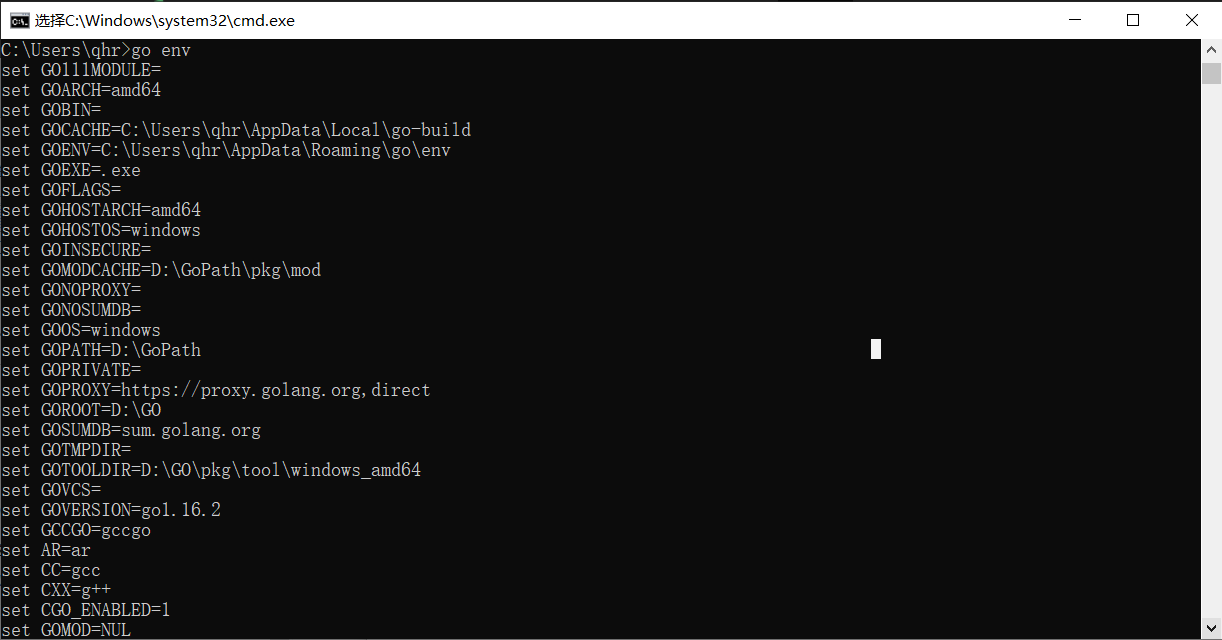 选择C:\Windows\system32\cmd.exe
C:\Users\qhr>go env
set GO111MODULE=
set GOARCH=amd64
set GOBIN=
set GOCACHE=C:\Users\qhr\AppData\Local\go-build
set GOENV=C:\Users\qhr\AppData\Roaming\go\env
set GOEXE=.exe
set GOFLAGS=
set GOHOSTARCH=amd64
set GOHOSTOS=windows
set GOINSECURE=
set GOMODCACHE=D:\GoPath\pkg\mod
set GONOPROXY=
set GONOSUMDB=
set GOOS=windows
set GOPATH=D:\GoPath
set GOPRIVATE=
set GOPROXY=https://proxy.golang.org,direct
set GOROOT=D:\GO
set GOSUMDB=sum.golang.org
set GOTMPDIR=
set GOTOOLDIR=D:\GO\pkg\tool\windows_amd64
set GOVCS=
set GOVERSION=go1.16.2
set GCCGO=gccgo
set AR=ar
set CC=gcc
set CXX=g++
set CGO_ENABLED=1
set GOMOD=NUL